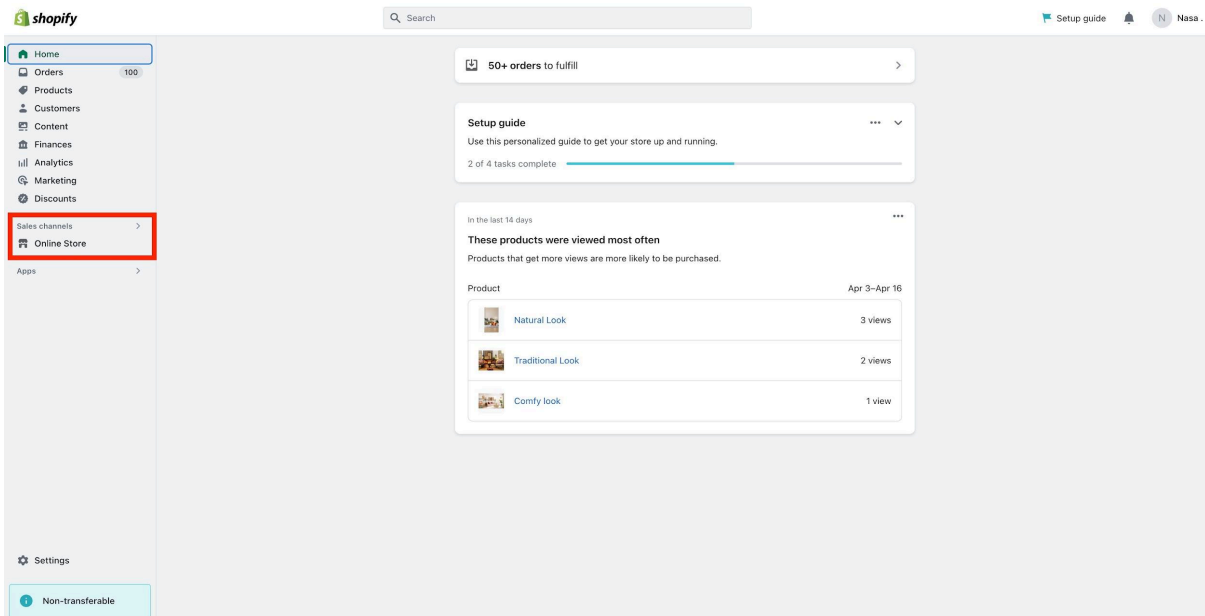 shopify
Search
Setup guide
N
Nasa .
Home
Orders 100
Products
Customers
Content
Finances
Analytics
Marketing
Discounts
Sales channels
Online Store
Apps
Settings
Non-transferable
50+ orders to fulfill
Setup guide
Use this personalized guide to get your store up and running.
2 of 4 tasks complete
In the last 14 days
These products were viewed most often
Products that get more views are more likely to be purchased.
Product Apr 3–Apr 16
Natural Look 3 views
Traditional Look 2 views
Comfy look 1 view